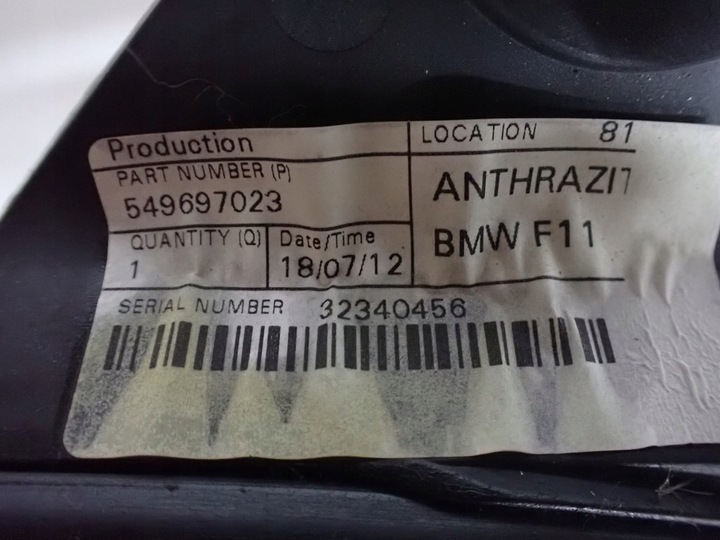 Production
LOCATION 81
PART NUMBER (P)
549697023
ANTHRAZIT
BMW F11
QUANTITY (Q)
1
Date/Time
18/07/12
SERIAL NUMBER 32340456